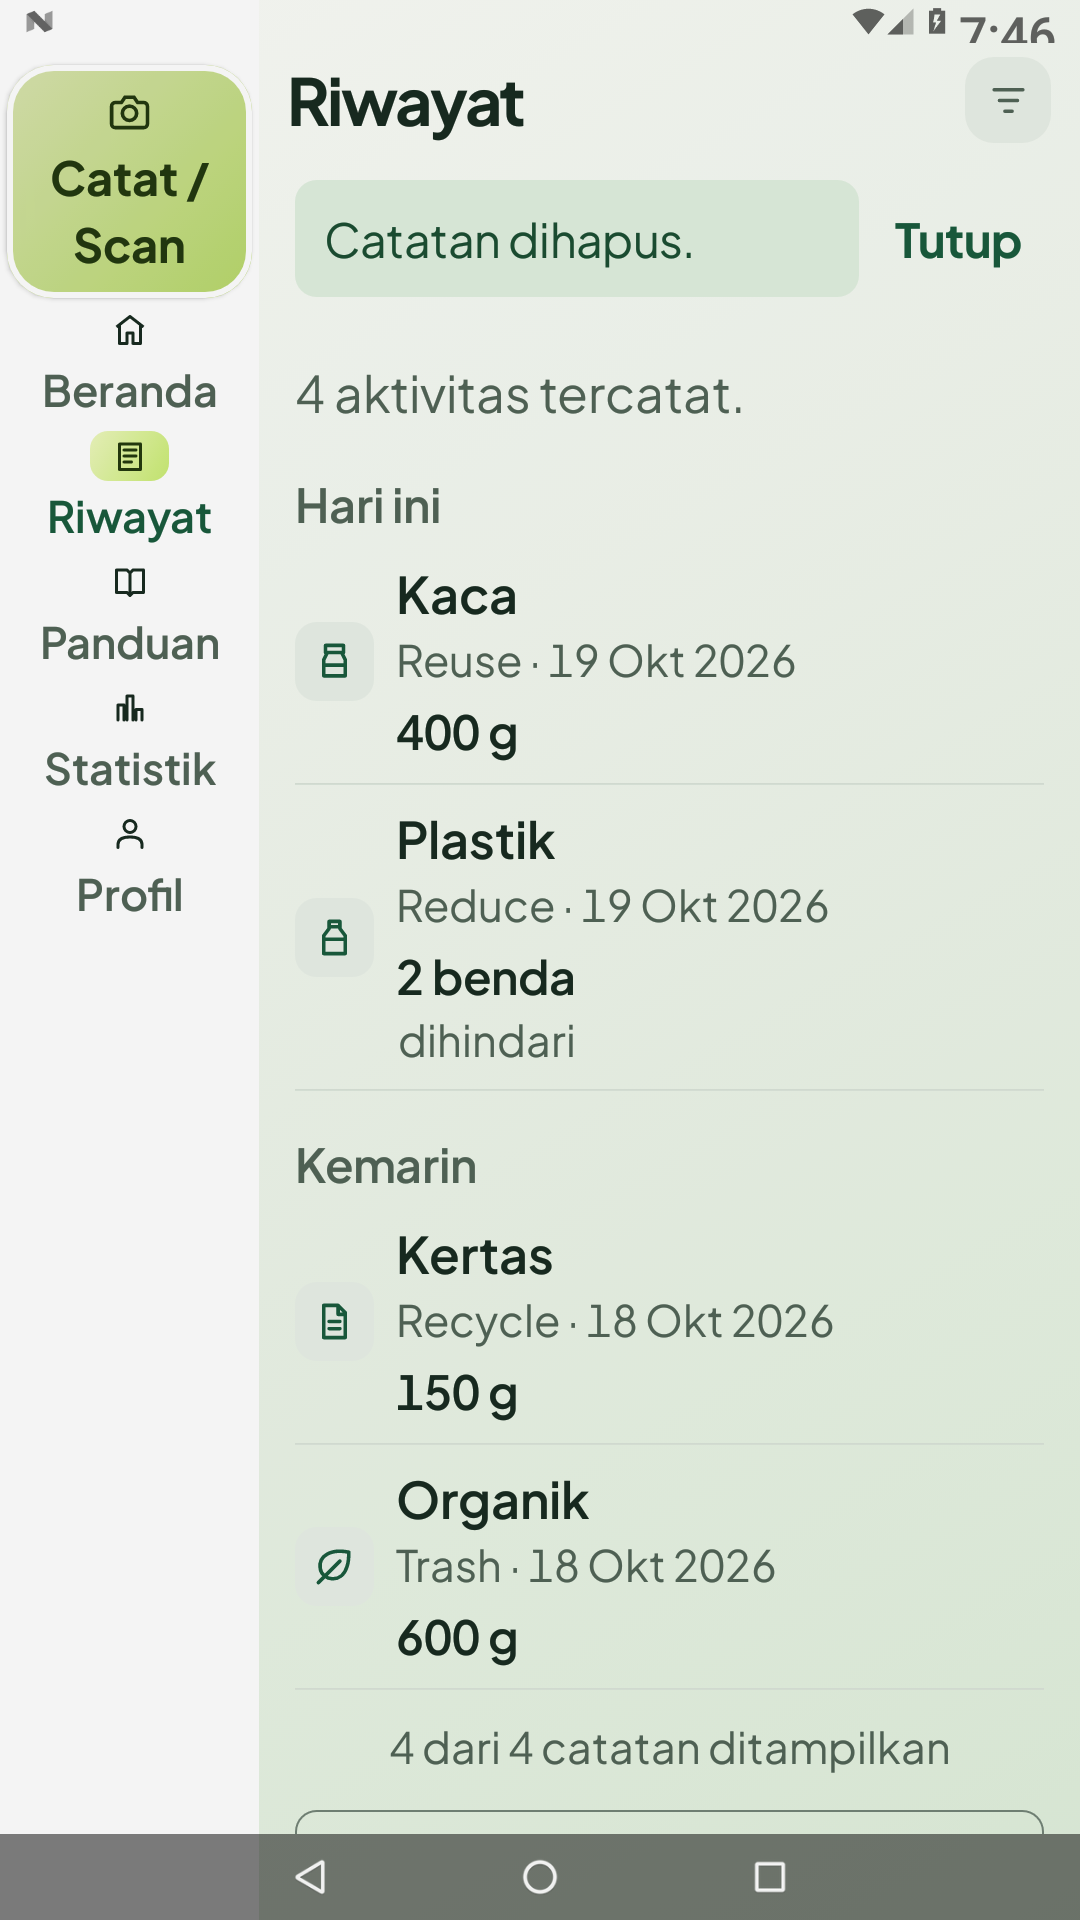 7:46
Catat /
Scan
Beranda
Riwayat
Panduan
Statistik
Profil
Riwayat
Catatan dihapus.
Tutup
4 aktivitas tercatat.
Hari ini
Kaca
Reuse · 19 Okt 2026
400 g
Plastik
Reduce · 19 Okt 2026
2 benda
dihindari
Kemarin
Kertas
Recycle · 18 Okt 2026
150 g
Organik
Trash · 18 Okt 2026
600 g
4 dari 4 catatan ditampilkan